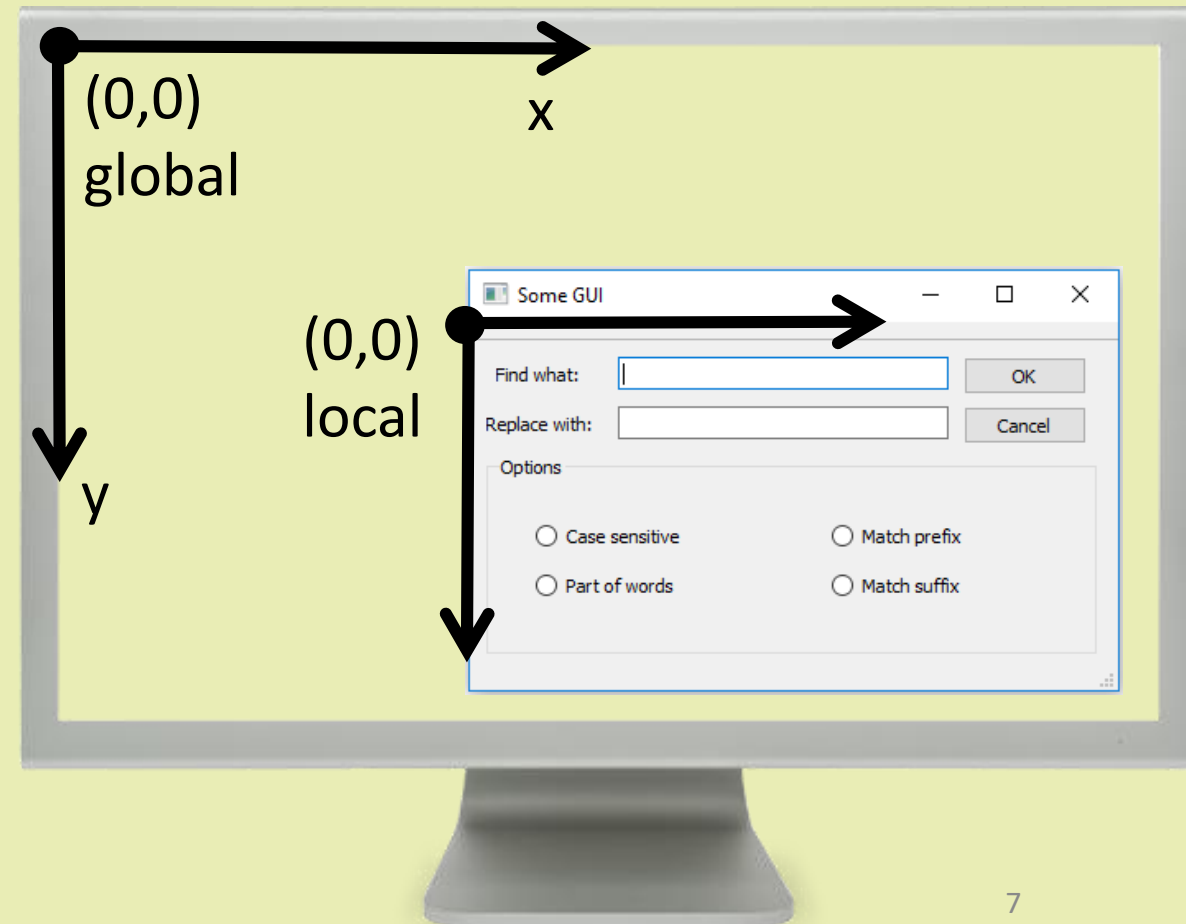 (0,0)
global
x
y
(0,0)
local
Some GUI
Find what:
OK
Replace with:
Cancel
Options
Case sensitive
Match prefix
Part of words
Match suffix
7